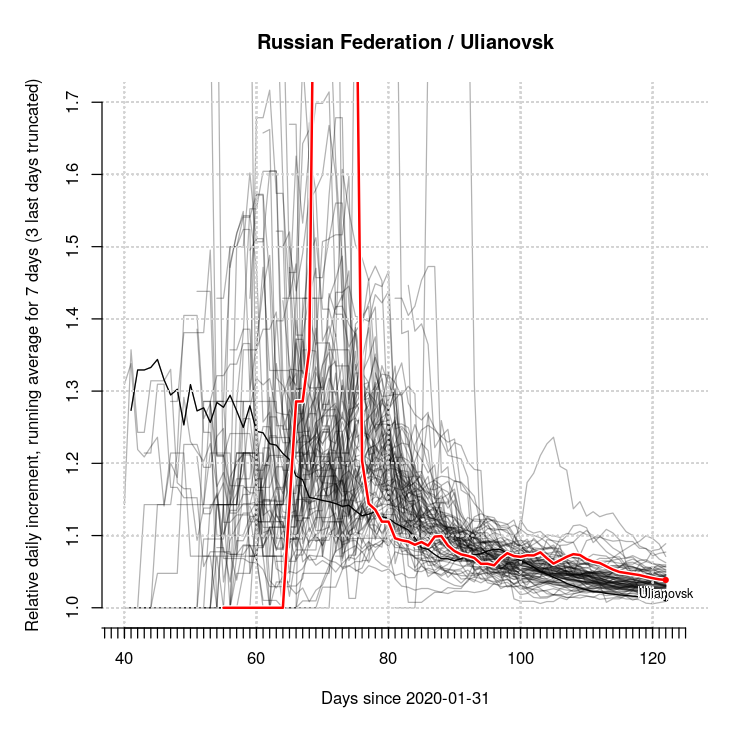 Russian Federation / Ulianovsk
Relative daily increment, running average for 7 days (3 last days truncated)
1.7
1.6
1.5
1.4
1.3
1.2
1.1
1.0
Ulianovsk
40 60 80 100 120
Days since 2020-01-31